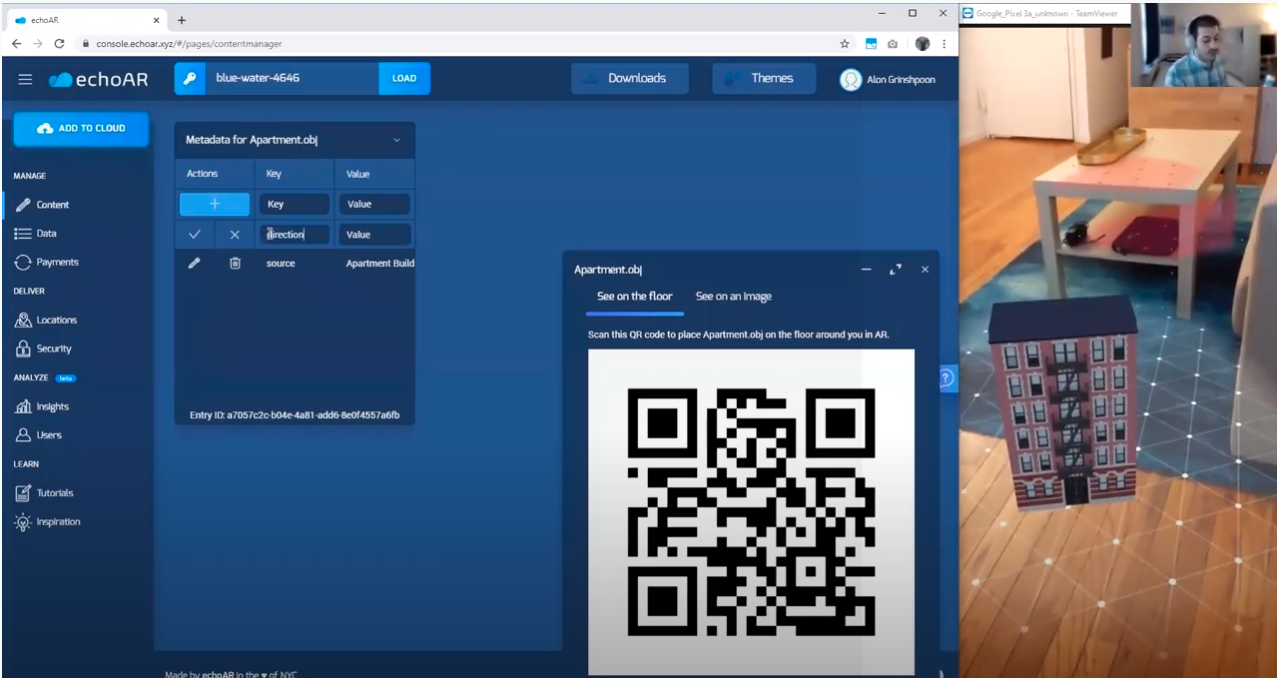 echoAR
console.echoar.xyz/#/pages/contentmanager
Google_Pixel 3a_unknown - TeamViewer
echoAR
blue-water-4646
LOAD
Downloads
Themes
Alon Grinshpoon
ADD TO CLOUD
MANAGE
Content
Data
Payments
DELIVER
Locations
Security
ANALYZE beta
Insights
Users
LEARN
Tutorials
Inspiration
Metadata for Apartment.obj
Actions Key Value
+ Key Value
direction Value
source Apartment Build
Entry ID: a7057c2c-b04e-4a81-add6-8e0f4557a6fb
Apartment.obj
See on the floor See on an Image
Scan this QR code to place Apartment.obj on the floor around you in AR.
?
Made by echoAR in the ♥ of NYC